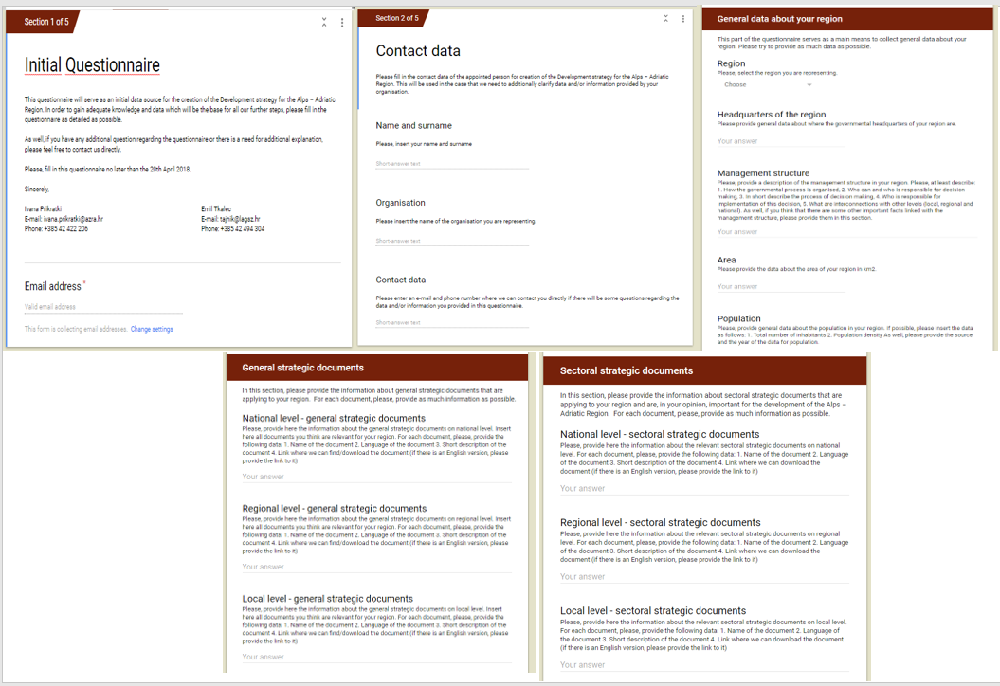 Section 1 of 5
Initial Questionnaire
This questionnaire will serve as an initial data source for the creation of the Development strategy for the Alps – Adriatic
Region. In order to gain adequate knowledge and data which will be the base for all our further steps, please fill in the
questionnaire as detailed as possible.
As well, if you have any additional question regarding the questionnaire or there is a need for additional explanation,
please feel free to contact us directly.
Please, fill in this questionnaire no later than the 20th April 2018.
Sincerely,
Ivana Prikratki
E-mail: ivana.prikratki@azra.hr
Phone: +385 42 422 206
Emil Tkalec
E-mail: tajnik@lagsz.hr
Phone: +385 42 494 304
Email address *
Valid email address
This form is collecting email addresses. Change settings
Section 2 of 5
Contact data
Please fill in the contact data of the appointed person for creation of the Development strategy for the Alps – Adriatic
Region. This will be used in the case that we need to additionally clarify data and/or information provided by your
organisation.
Name and surname
Please, insert your name and surname
Short-answer text
Organisation
Please insert the name of the organisation you are representing.
Short-answer text
Contact data
Please enter an e-mail and phone number where we can contact you directly if there will be some questions regarding the
data and/or information you provided in this questionnaire.
Short-answer text
General data about your region
This part of the questionnaire serves as a main means to collect general data about your
region. Please try to provide as much data as possible.
Region
Please, select the region you are representing.
Choose
Headquarters of the region
Please provide general data about where the governmental headquarters of your region are.
Your answer
Management structure
Please, provide a description of the management structure in your region. Please, at least describe:
1. How the governmental process is organised, 2. Who can and who is responsible for decision
making, 3. In short describe the process of decision making, 4. Who is responsible for
implementation of this decision, 5. What are interconnections with other levels (local, regional and
national). As well, if you think that there are some other important facts linked with the
management structure, please provide them in this section.
Your answer
Area
Please provide the data about the area of your region in km2.
Your answer
Population
Please, provide general data about the population in your region. If possible, please insert the data
as follows: 1. Total number of inhabitants 2. Population density As well, please provide the source
and the year of the data for population.
General strategic documents
In this section, please provide the information about general strategic documents that are
applying to your region. For each document, please, provide as much information as possible.
National level - general strategic documents
Please, provide here the information about the general strategic documents on national level. Insert
here all documents you think are relevant for your region. For each document, please, provide the
following data: 1. Name of the document 2. Language of the document 3. Short description of the
document 4. Link where we can find/download the document (if there is an English version, please
provide the link to it)
Your answer
Regional level - general strategic documents
Please, provide here the information about the general strategic documents on regional level. Insert
here all documents you think are relevant for your region. For each document, please, provide the
following data: 1. Name of the document 2. Language of the document 3. Short description of the
document 4. Link where we can find/download the document (if there is an English version, please
provide the link to it)
Your answer
Local level - general strategic documents
Please, provide here the information about the general strategic documents on local level. Insert
here all documents you think are relevant for your region. For each document, please, provide the
following data: 1. Name of the document 2. Language of the document 3. Short description of the
document 4. Link where we can find/download the document (if there is an English version, please
provide the link to it)
Your answer
Sectoral strategic documents
In this section, please provide the information about sectoral strategic documents that are
applying to your region and are, in your opinion, important for the development of the Alps –
Adriatic Region. For each document, please, provide as much information as possible.
National level - sectoral strategic documents
Please, provide here the information about the relevant sectoral strategic documents on national
level. For each document, please, provide the following data: 1. Name of the document 2. Language
of the document 3. Short description of the document 4. Link where we can download the
document (if there is an English version, please provide the link to it)
Your answer
Regional level - sectoral strategic documents
Please, provide here the information about the relevant sectoral strategic documents on regional
level. For each document, please, provide the following data: 1. Name of the document 2. Language
of the document 3. Short description of the document 4. Link where we can download the
document (if there is an English version, please provide the link to it)
Your answer
Local level - sectoral strategic documents
Please, provide here the information about the relevant sectoral strategic documents on local level.
For each document, please, provide the following data: 1. Name of the document 2. Language of
the document 3. Short description of the document 4. Link where we can download the document
(if there is an English version, please provide the link to it)
Your answer